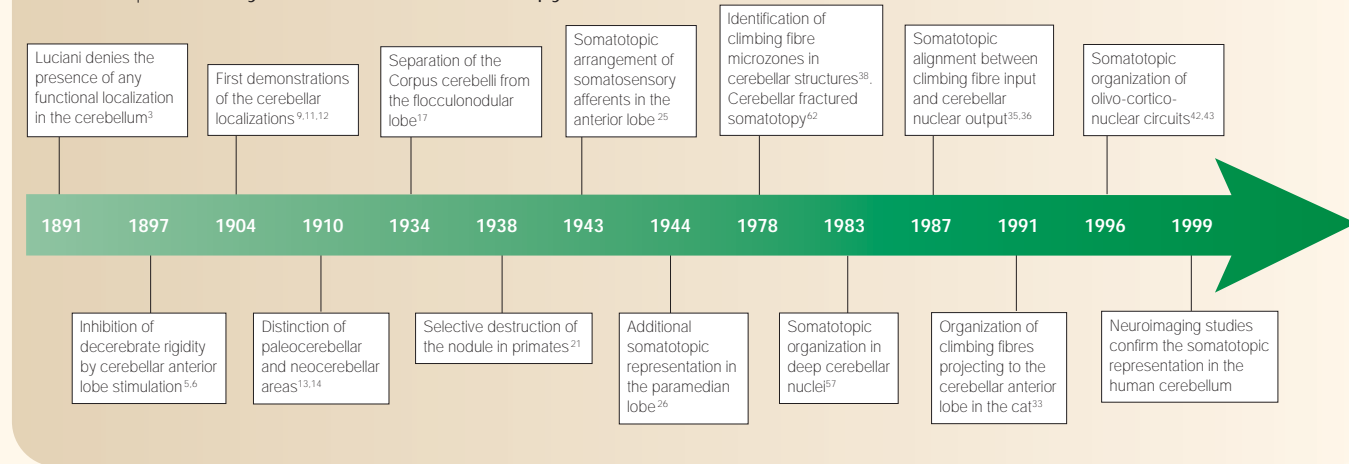 Luciani denies the
presence of any
functional localization
in the cerebellum3
First demonstrations
of the cerebellar
localizations 9,11,12
Separation of the
Corpus cerebelli from
the flocculonodular
lobe17
Somatotopic
arrangement of
somatosensory
afferents in the
anterior lobe 25
Identification of
climbing fibre
microzones in
cerebellar structures38.
Cerebellar fractured
somatotopy62
Somatotopic
alignment between
climbing fibre input
and cerebellar
nuclear output35,36
Somatotopic
organization of
olivo-cortico-
nuclear circuits42,43
1891 1897 1904 1910 1934 1938 1943 1944 1978 1983 1987 1991 1996 1999
Inhibition of
decerebrate rigidity
by cerebellar anterior
lobe stimulation5,6
Distinction of
paleocerebellar
and neocerebellar
areas13,14
Selective destruction of
the nodule in primates21
Additional
somatotopic
representation in
the paramedian
lobe26
Somatotopic
organization in
deep cerebellar
nuclei57
Organization of
climbing fibres
projecting to the
cerebellar anterior
lobe in the cat33
Neuroimaging studies
confirm the somatotopic
representation in the
human cerebellum